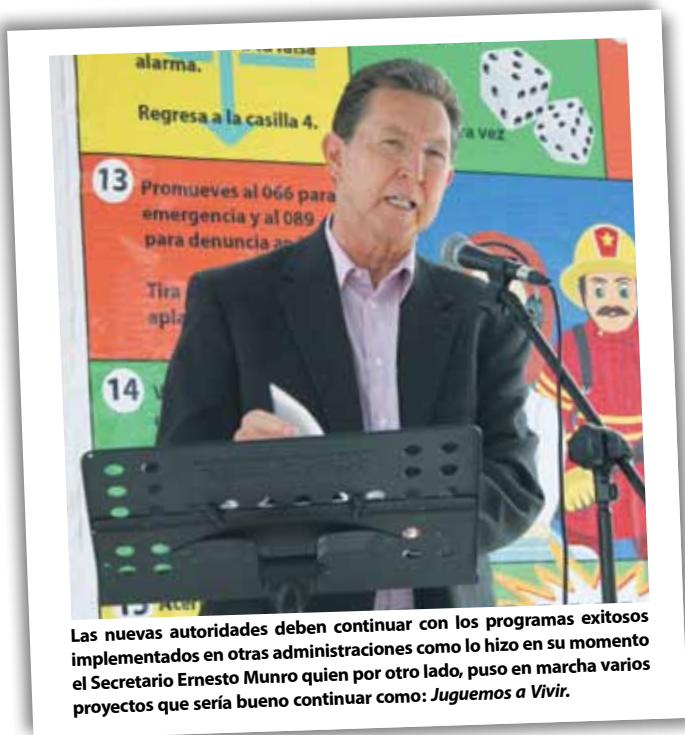 alarma.
Regresa a la casilla 4.
a vez
13
Promueves al 066 para
emergencia y al 089
para denuncia
Tira
14
Las nuevas autoridades deben continuar con los programas exitosos
implementados en otras administraciones como lo hizo en su momento
el Secretario Ernesto Munro quien por otro lado, puso en marcha varios
proyectos que sería bueno continuar como: Juguemos a Vivir.